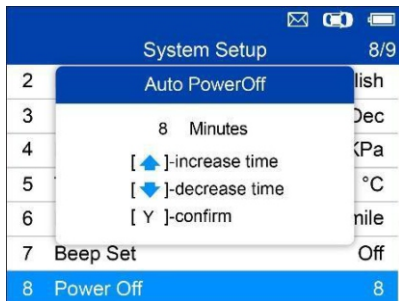 System Setup 8/9
2 lish
Auto PowerOff
3 Dec
8 Minutes
4 KPa
[ ]-increase time
5 °C
[ ]-decrease time
6 mile
[ Y ]-confirm
7 Beep Set Off
8 Power Off 8